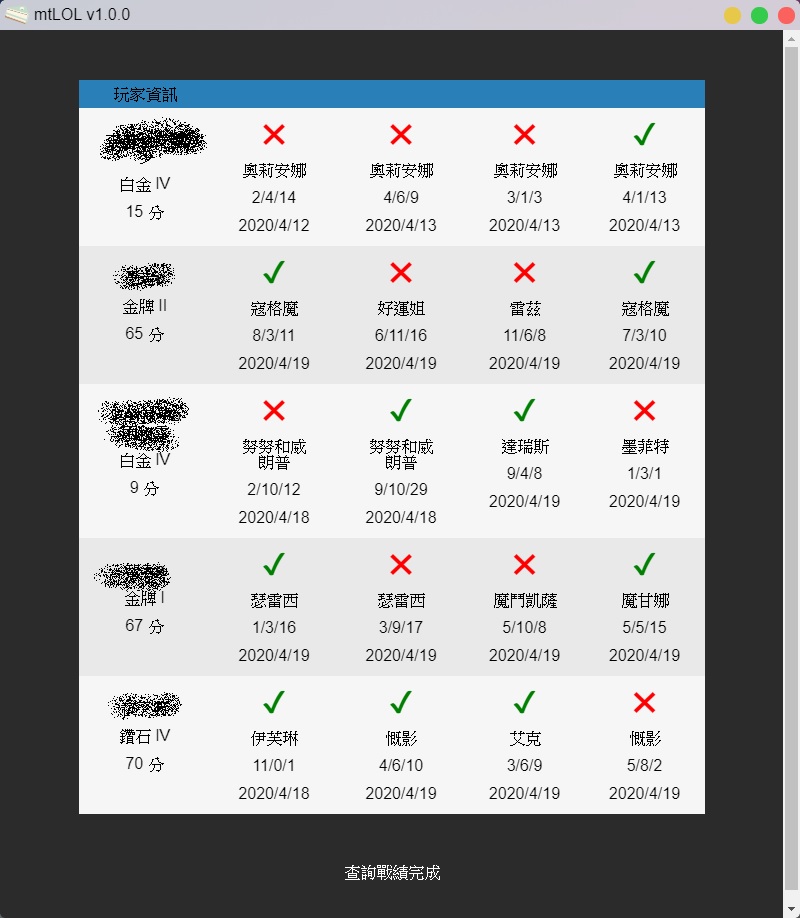 mtLOL v1.0.0
玩家資訊
白金 IV
15 分
奧莉安娜
2/4/14
2020/4/12
奧莉安娜
4/6/9
2020/4/13
奧莉安娜
3/1/3
2020/4/13
奧莉安娜
4/1/13
2020/4/13
金牌 II
65 分
寇格魔
8/3/11
2020/4/19
好運姐
6/11/16
2020/4/19
雷茲
11/6/8
2020/4/19
寇格魔
7/3/10
2020/4/19
白金 IV
9 分
努努和威
朗普
2/10/12
2020/4/18
努努和威
朗普
9/10/29
2020/4/18
達瑞斯
9/4/8
2020/4/19
墨菲特
1/3/1
2020/4/19
金牌 I
67 分
瑟雷西
1/3/16
2020/4/19
瑟雷西
3/9/17
2020/4/19
魔鬥凱薩
5/10/8
2020/4/19
魔甘娜
5/5/15
2020/4/19
鑽石 IV
70 分
伊芙琳
11/0/1
2020/4/18
慨影
4/6/10
2020/4/19
艾克
3/6/9
2020/4/19
慨影
5/8/2
2020/4/19
查詢戰績完成